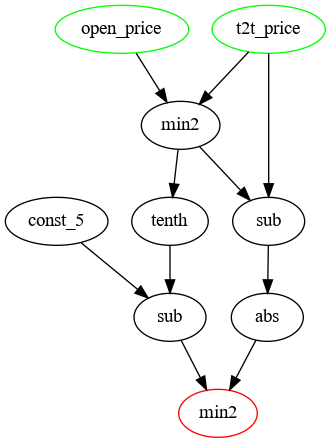 open_price
t2t_price
min2
const_5
tenth
sub
sub
abs
min2